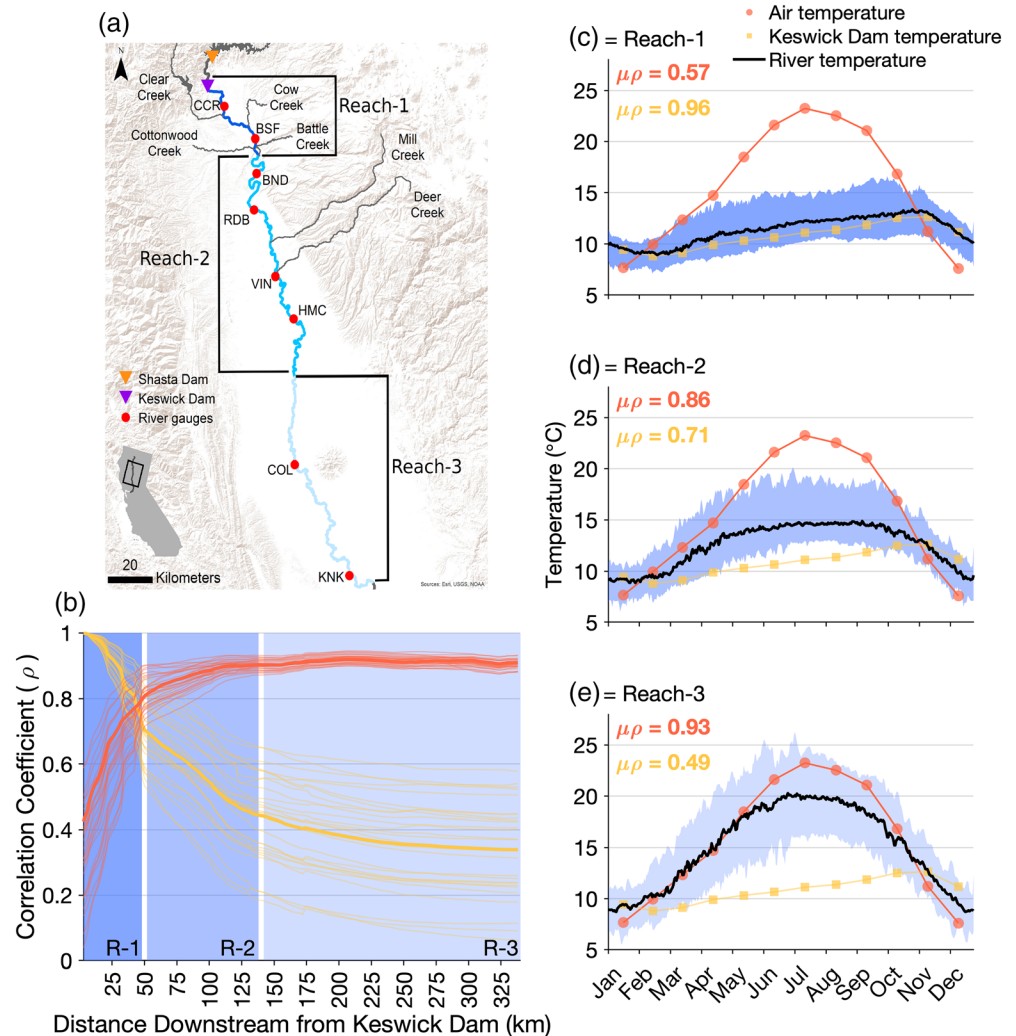 (a)
N
Clear
Creek
CCR
Cow
Creek
Reach-1
Cottonwood
Creek
BSF
Battle
Creek
Mill
Creek
BND
Deer
Creek
RDB
Reach-2
VIN
HMC
Shasta Dam
Keswick Dam
River gauges
COL
Reach-3
20
Kilometers
KNK
Sources: Esri, USGS, NOAA
(b)
Correlation Coefficient ( ρ )
1
0.8
0.6
0.4
0.2
0
R-1
R-2
R-3
25
50
75
100
125
150
175
200
225
250
275
300
325
Distance Downstream from Keswick Dam (km)
Air temperature
Keswick Dam temperature
River temperature
(c) = Reach-1
μρ = 0.57
μρ = 0.96
25
20
15
10
5
(d) = Reach-2
μρ = 0.86
μρ = 0.71
25
20
15
10
5
Temperature (°C)
(e) = Reach-3
μρ = 0.93
μρ = 0.49
25
20
15
10
5
Jan
Feb
Mar
Apr
May
Jun
Jul
Aug
Sep
Oct
Nov
Dec